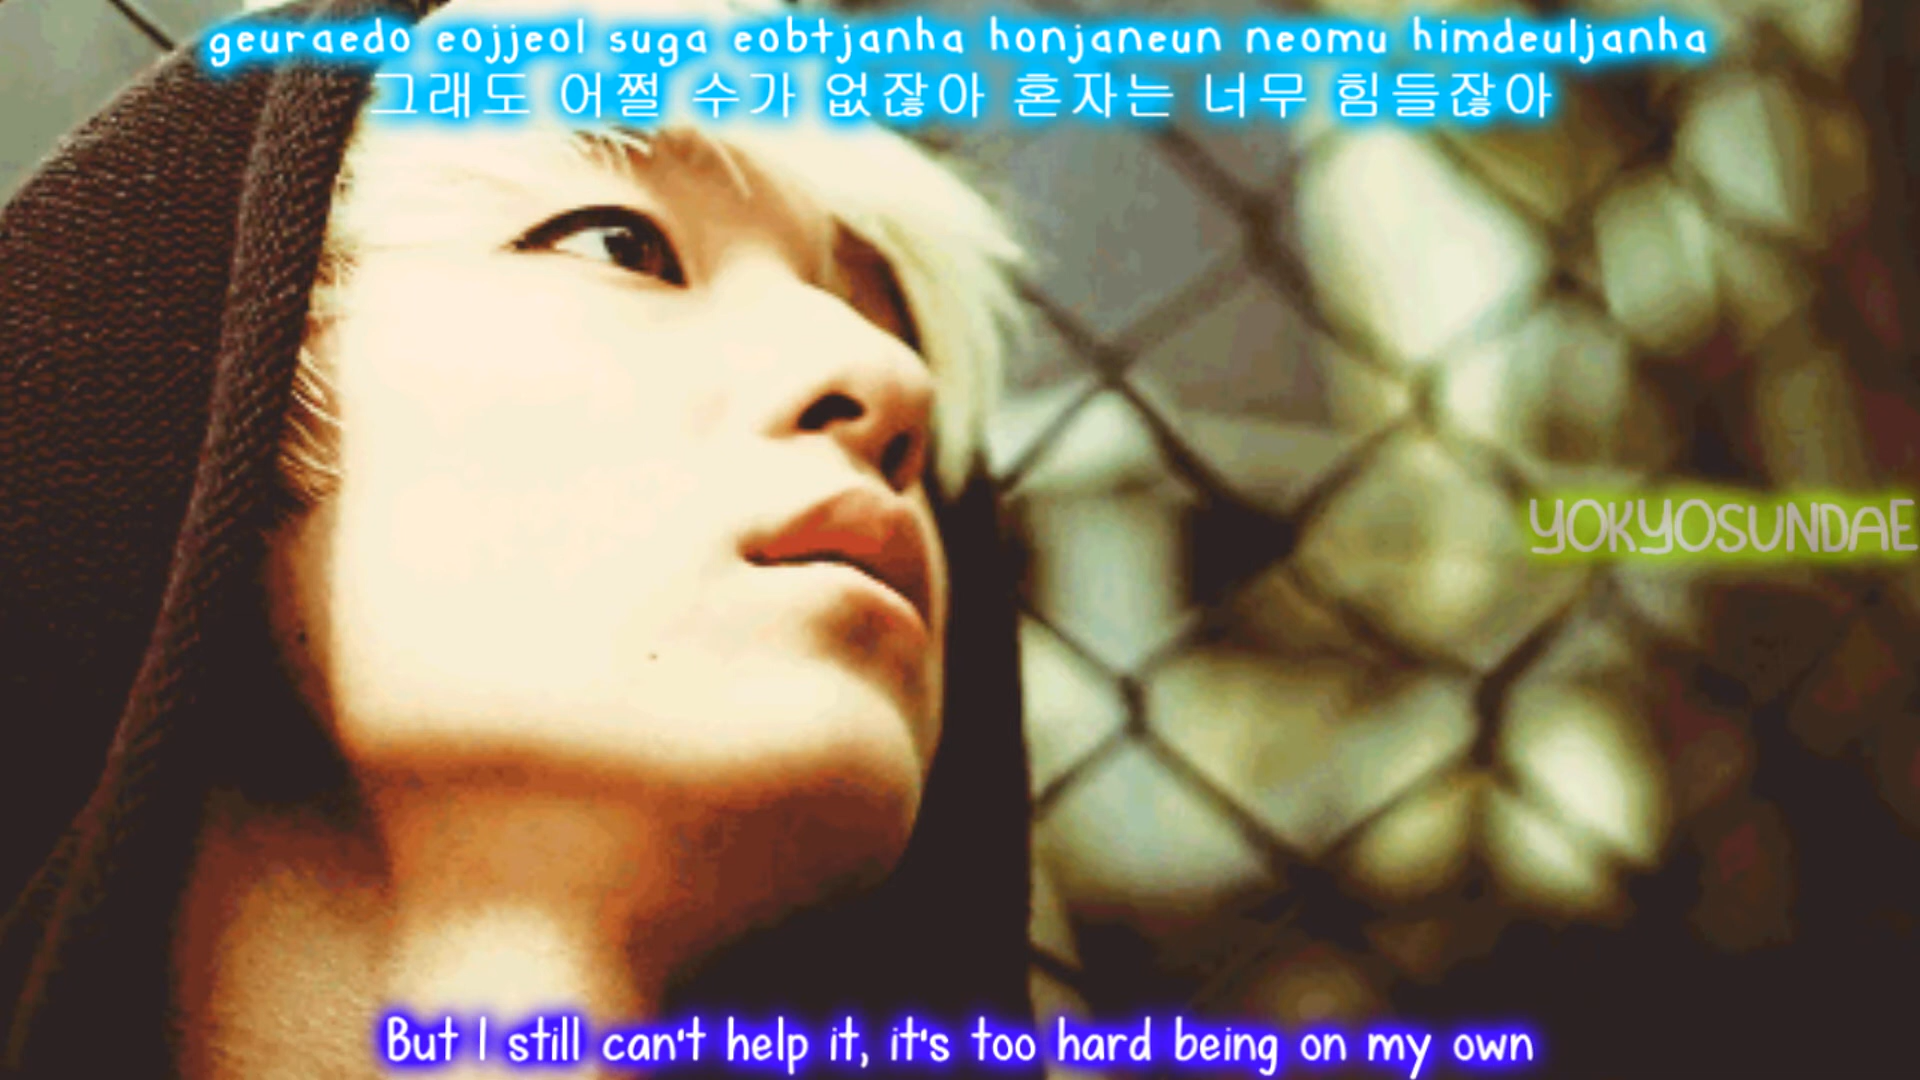 geuraedo eojjeol suga eobtjanha honjaneun neomu himdeuljanha
그래도 어쩔 수가 없잖아 혼자는 너무 힘들잖아
YOKYOSUNDAE
But I still can't help it, it's too hard being on my own